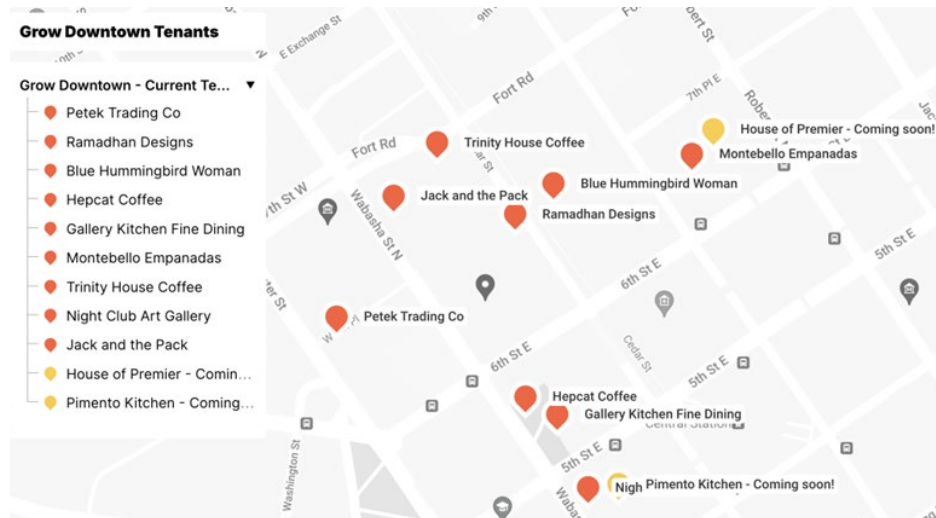 Grow Downtown Tenants
Grow Downtown - Current Te...
Petek Trading Co
Ramadhan Designs
Blue Hummingbird Woman
Hepcat Coffee
Gallery Kitchen Fine Dining
Montebello Empanadas
Trinity House Coffee
Night Club Art Gallery
Jack and the Pack
House of Premier - Comin...
Pimento Kitchen - Coming...
E Exchange St
9th
10th
Fort Rd
7th Pl E
House of Premier - Coming soon!
Montebello Empanadas
Fort Rd
Trinity House Coffee
Blue Hummingbird Woman
Jack and the Pack
Ramadhan Designs
7th St W
Wabasha St N
5th St E
6th St E
Petek Trading Co
Cedar St
6th St E
5th St E
Hepcat Coffee
Gallery Kitchen Fine Dining
Central Station
5th St E
Washington St
Nigh
Pimento Kitchen - Coming soon!